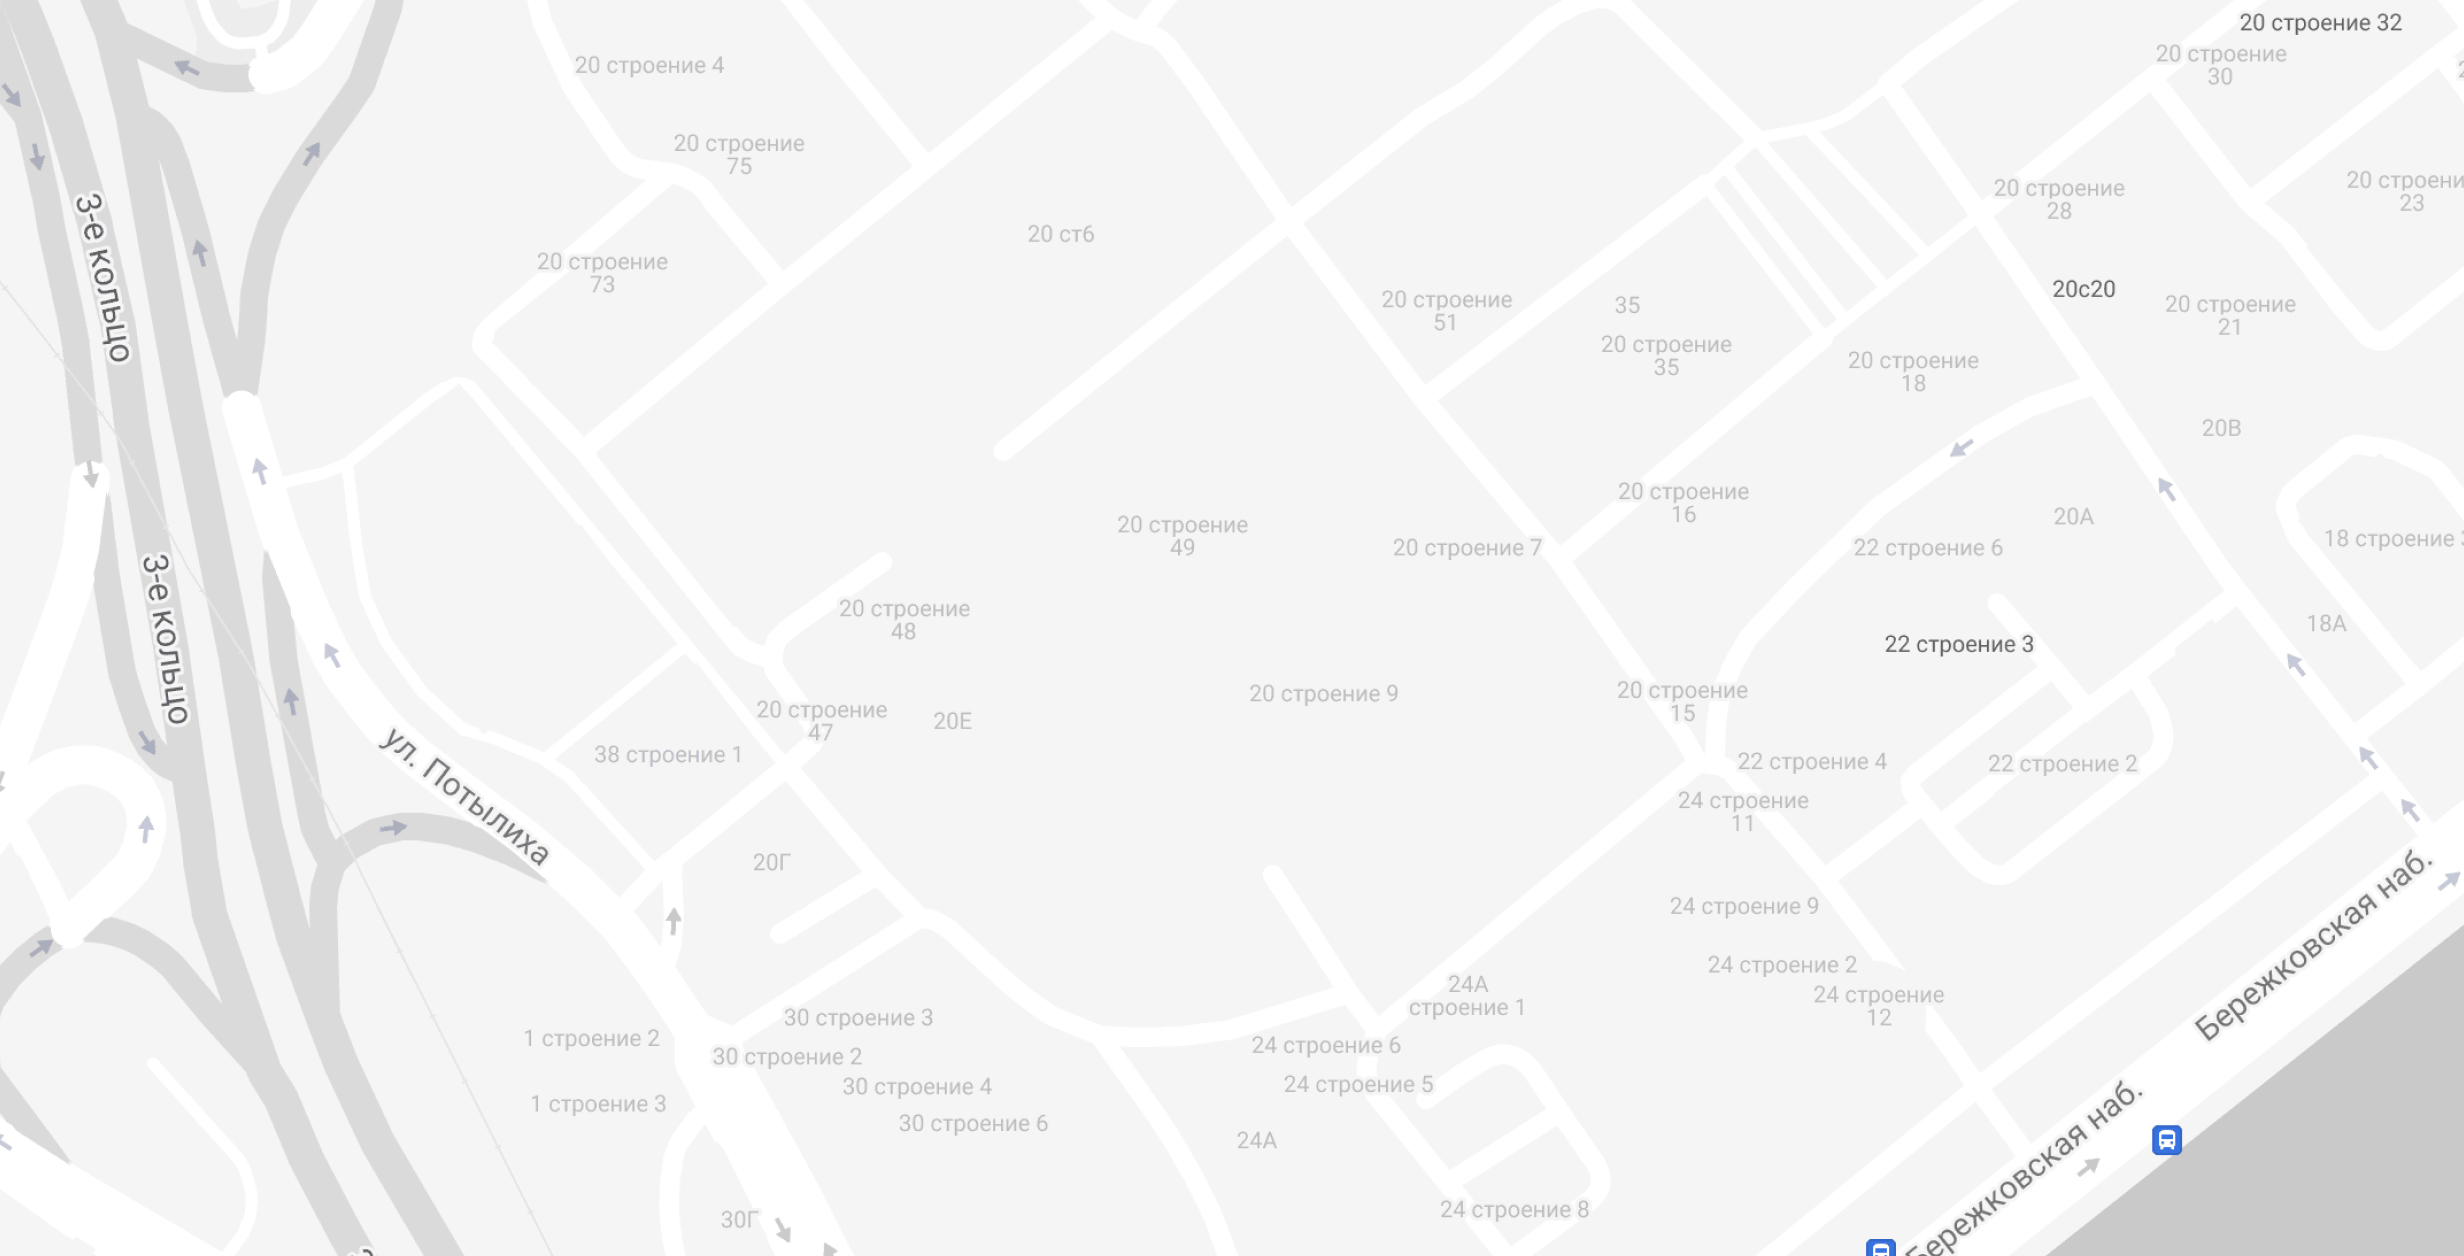 20 строение 32
20 строение
30
20 строение 4
20 строение
75
20 строение
28
20 строени
23
20 ст6
3-е кольцо
20 строение
73
20с20
20 строение
51
35
20 строение
21
20 строение
35
20 строение
18
20В
20 строение
16
20А
20 строение
49
20 строение 7
22 строение 6
18 строение
3-е кольцо
20 строение
48
18А
22 строение 3
20 строение 9
20 строение
15
20 строение
47
20Е
38 строение 1
22 строение 4
22 строение 2
ул. Потылиха
24 строение
11
20Г
24 строение 9
Бережковская наб.
24 строение 2
24А
строение 1
24 строение
12
30 строение 3
1 строение 2
24 строение 6
30 строение 2
30 строение 4
24 строение 5
1 строение 3
30 строение 6
24А
Бережковская наб.
24 строение 8
30Г